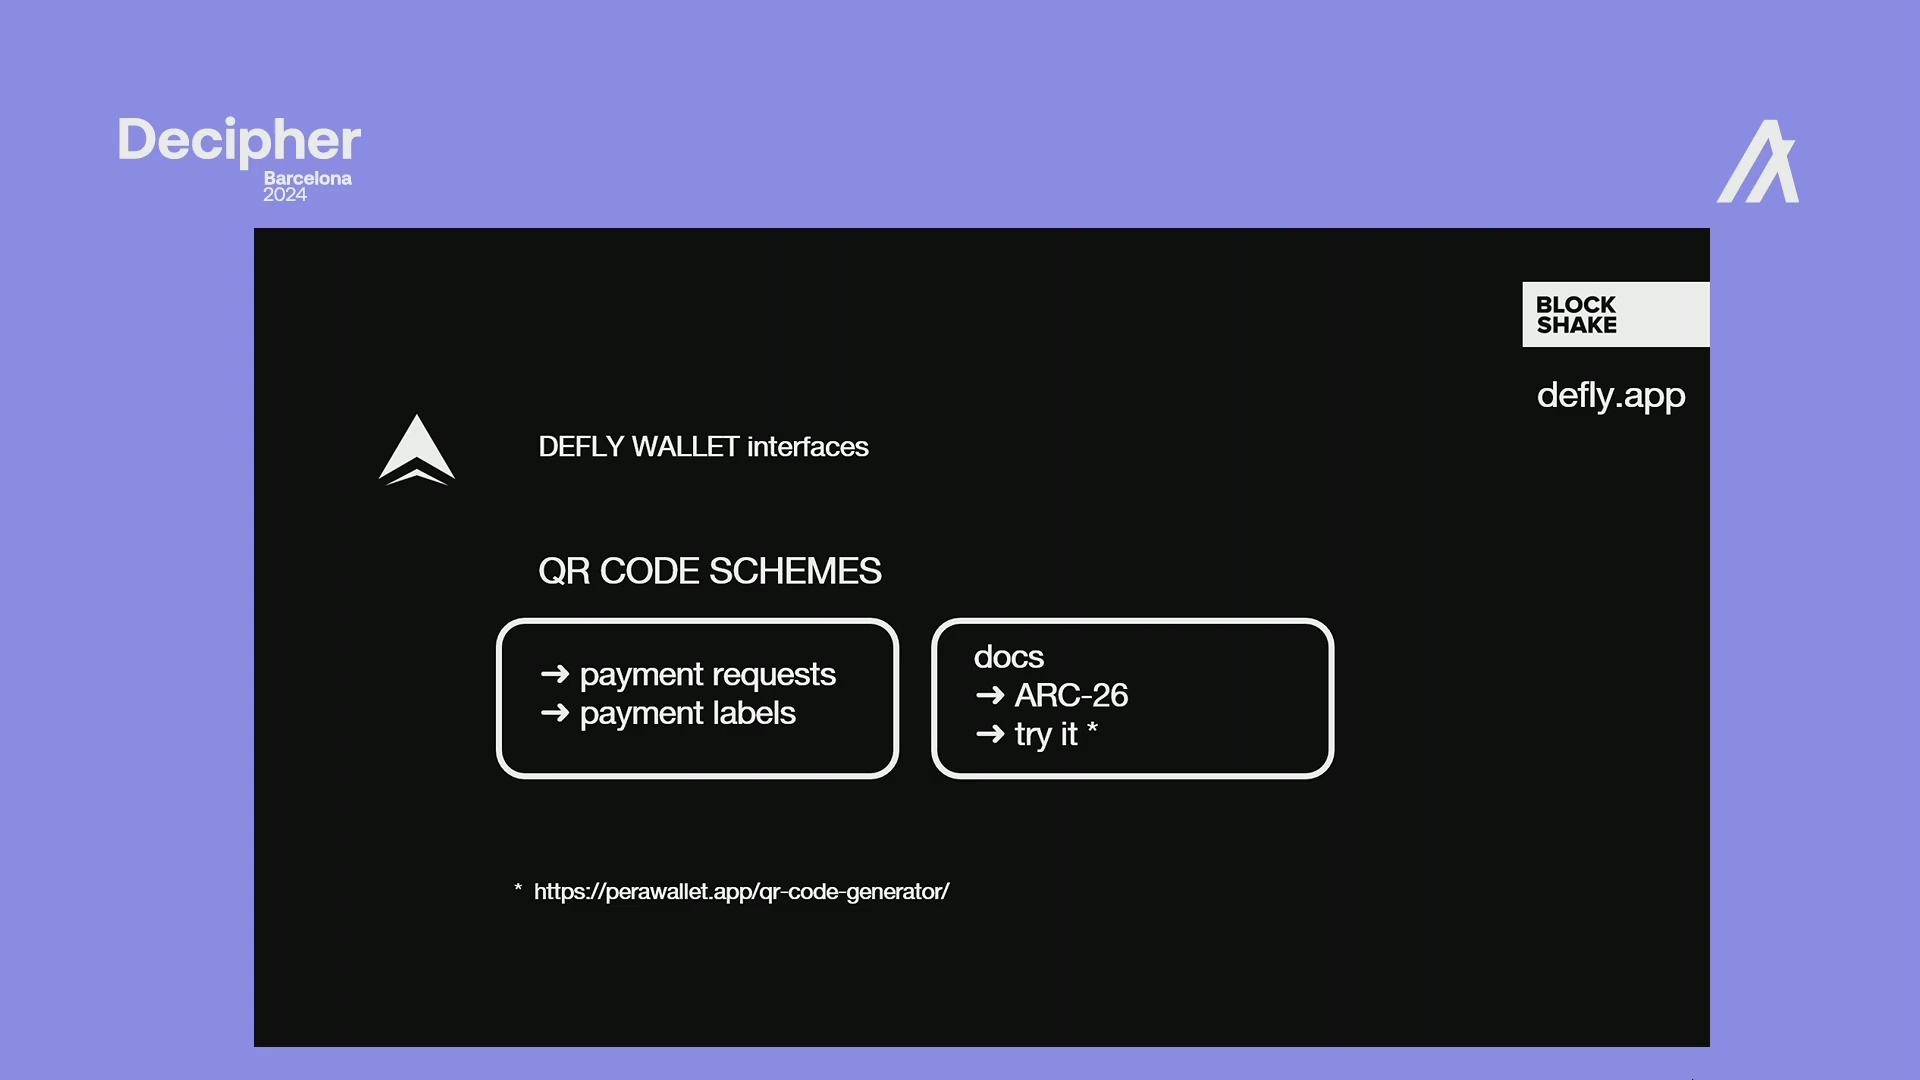 Decipher
Barcelona
2024
BLOCK
SHAKE
defly.app
DEFLY WALLET interfaces
QR CODE SCHEMES
➔ payment requests
➔ payment labels
docs
➔ ARC-26
➔ try it *
* https://perawallet.app/qr-code-generator/